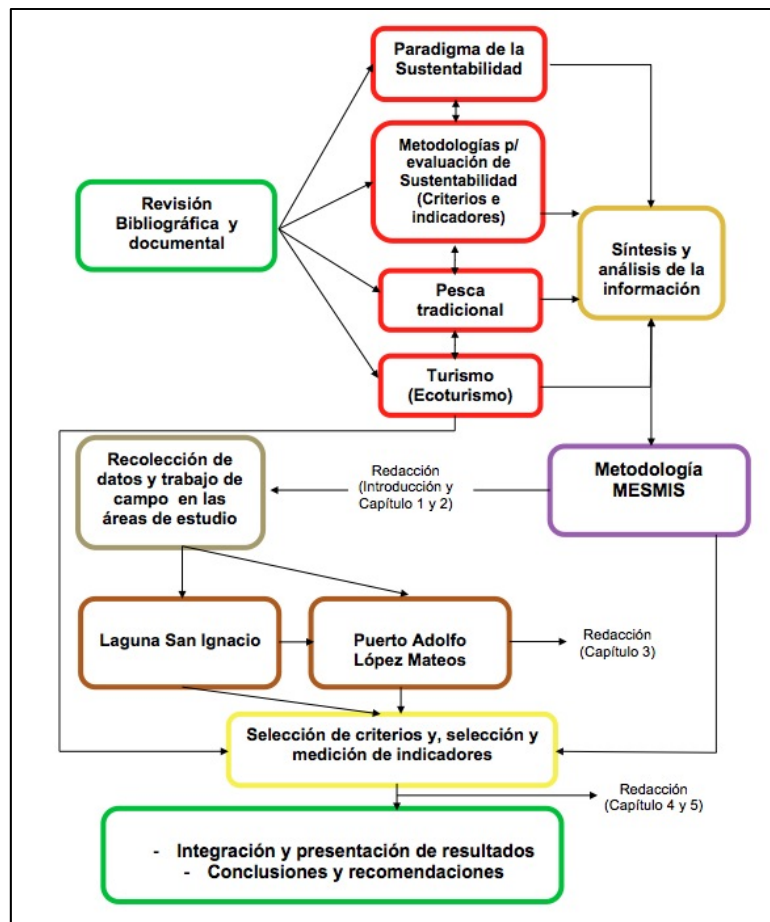 Paradigma de la
Sustentabilidad
Metodologías p/
evaluación de
Sustentabilidad
(Criterios e
indicadores)
Revisión
Bibliográfica y
documental
Síntesis y
análisis de la
información
Pesca
tradicional
Turismo
(Ecoturismo)
Recolección de
datos y trabajo de
campo en las
áreas de estudio
Redacción
(Introducción y
Capítulo 1 y 2)
Metodología
MESMIS
Laguna San Ignacio
Puerto Adolfo
López Mateos
Redacción
(Capítulo 3)
Selección de criterios y, selección y
medición de indicadores
Redacción
(Capítulo 4 y 5)
- Integración y presentación de resultados
- Conclusiones y recomendaciones